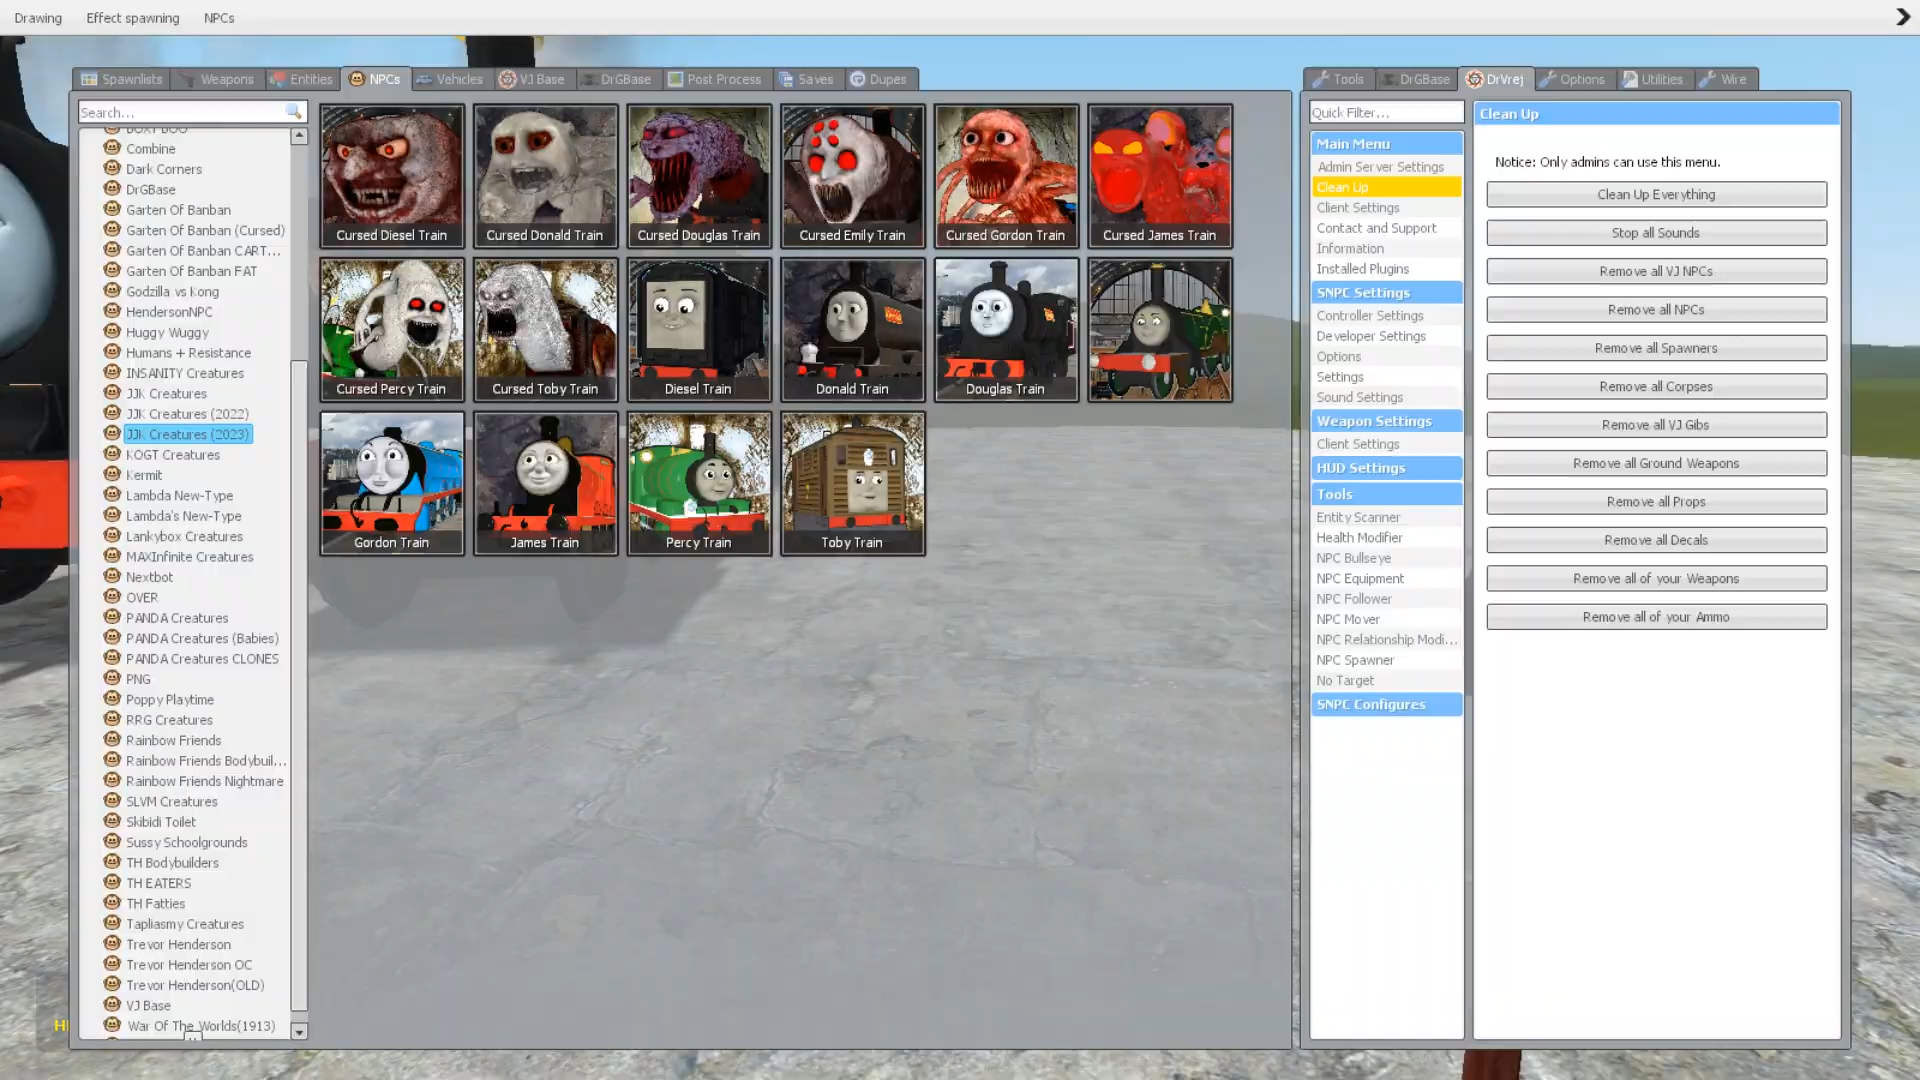 Drawing
Effect spawning
NPCs
Spawnlists
Weapons
Entities
NPCs
Vehicles
VJ Base
DrGBase
Post Process
Saves
Dupes
Search...
BOXY BOO
Combine
Dark Corners
DrGBase
Garten Of Banban
Garten Of Banban (Cursed)
Garten Of Banban CART...
Garten Of Banban FAT
Godzilla vs Kong
HendersonNPC
Huggy Wuggy
Humans + Resistance
INSANITY Creatures
JJK Creatures
JJK Creatures (2022)
JJK Creatures (2023)
KOGT Creatures
Kermit
Lambda New-Type
Lambda's New-Type
Lankybox Creatures
MAXInfinite Creatures
Nextbot
OVER
PANDA Creatures
PANDA Creatures (Babies)
PANDA Creatures CLONES
PNG
Poppy Playtime
RRG Creatures
Rainbow Friends
Rainbow Friends Bodybuil...
Rainbow Friends Nightmare
SLVM Creatures
Skibidi Toilet
Sussy Schoolgrounds
TH Bodybuilders
TH EATERS
TH Fatties
Tapliasmy Creatures
Trevor Henderson
Trevor Henderson OC
Trevor Henderson(OLD)
VJ Base
War Of The Worlds(1913)
Cursed Diesel Train
Cursed Donald Train
Cursed Douglas Train
Cursed Emily Train
Cursed Gordon Train
Cursed James Train
Cursed Percy Train
Cursed Toby Train
Diesel Train
Donald Train
Douglas Train
Gordon Train
James Train
Percy Train
Toby Train
Tools
DrGBase
DrVrej
Options
Utilities
Wire
Quick Filter...
Main Menu
Admin Server Settings
Clean Up
Client Settings
Contact and Support
Information
Installed Plugins
SNPC Settings
Controller Settings
Developer Settings
Options
Settings
Sound Settings
Weapon Settings
Client Settings
HUD Settings
Tools
Entity Scanner
Health Modifier
NPC Bullseye
NPC Equipment
NPC Follower
NPC Mover
NPC Relationship Modi...
NPC Spawner
No Target
SNPC Configures
Clean Up
Notice: Only admins can use this menu.
Clean Up Everything
Stop all Sounds
Remove all VJ NPCs
Remove all NPCs
Remove all Spawners
Remove all Corpses
Remove all VJ Gibs
Remove all Ground Weapons
Remove all Props
Remove all Decals
Remove all of your Weapons
Remove all of your Ammo